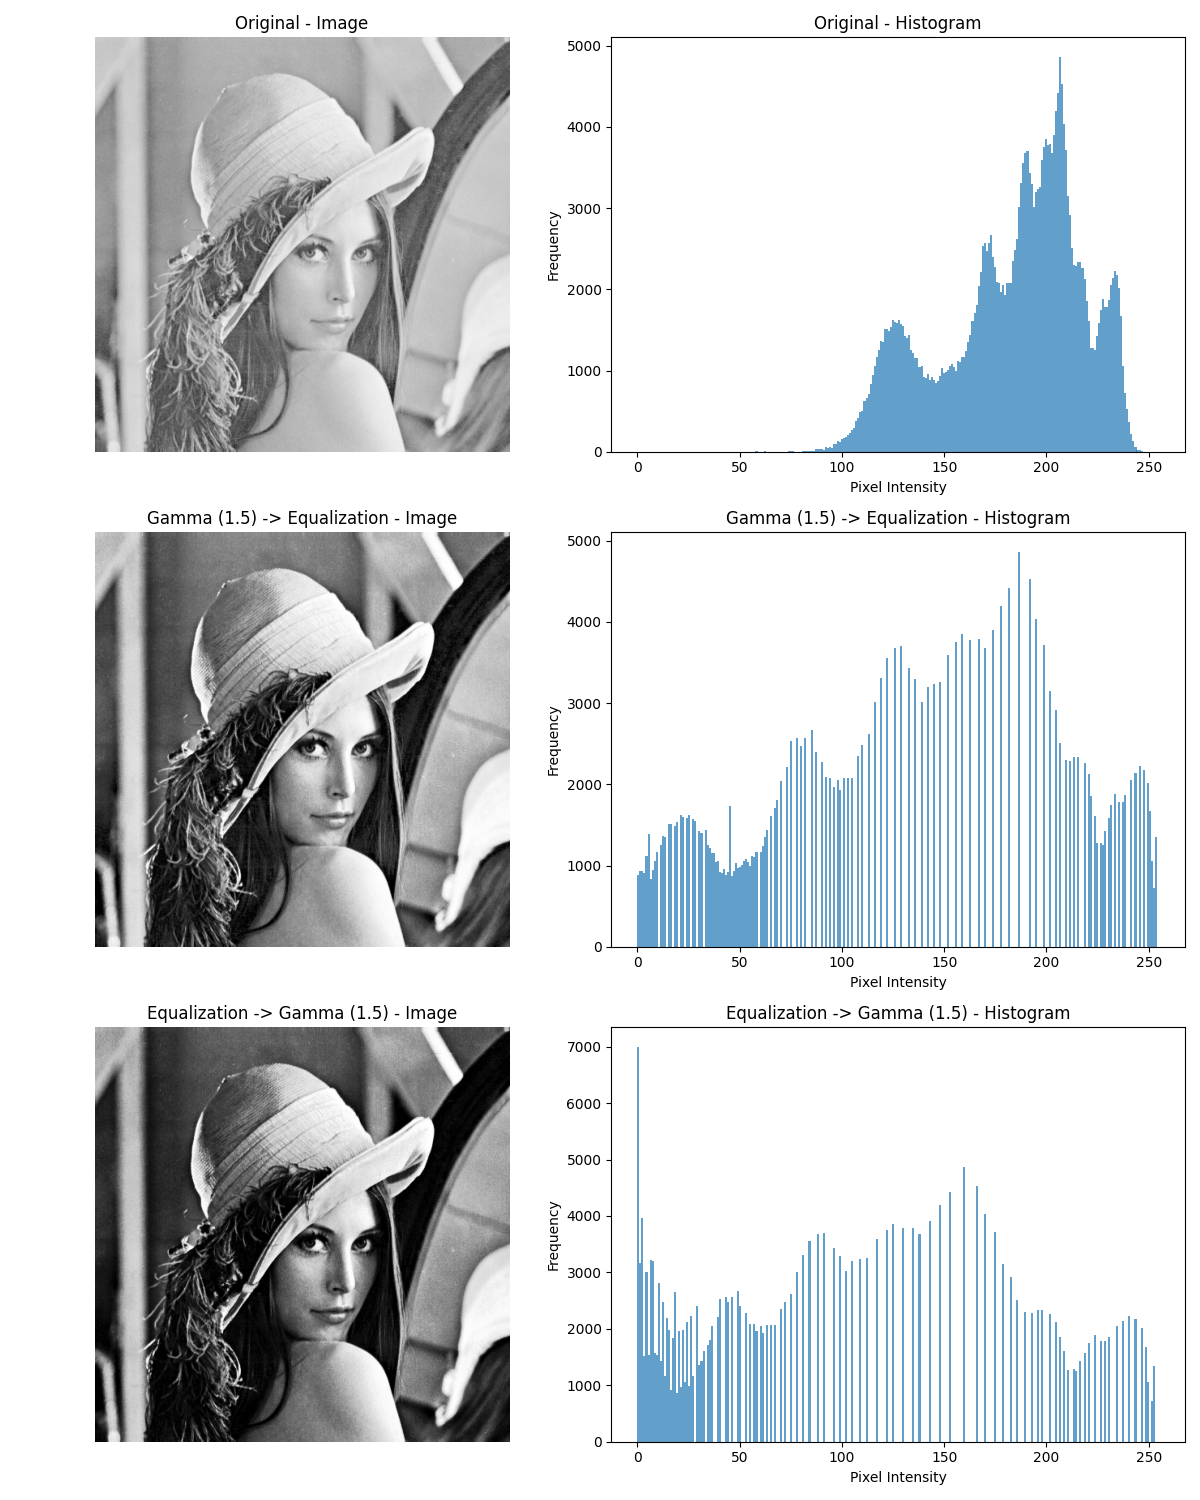 Original - Image
Original - Histogram
5000
4000
3000
2000
1000
0
Frequency
0 50 100 150 200 250
Pixel Intensity
Gamma (1.5) -> Equalization - Image
Gamma (1.5) -> Equalization - Histogram
5000
4000
3000
2000
1000
0
Frequency
0 50 100 150 200 250
Pixel Intensity
Equalization -> Gamma (1.5) - Image
Equalization -> Gamma (1.5) - Histogram
7000
6000
5000
4000
3000
2000
1000
0
Frequency
0 50 100 150 200 250
Pixel Intensity